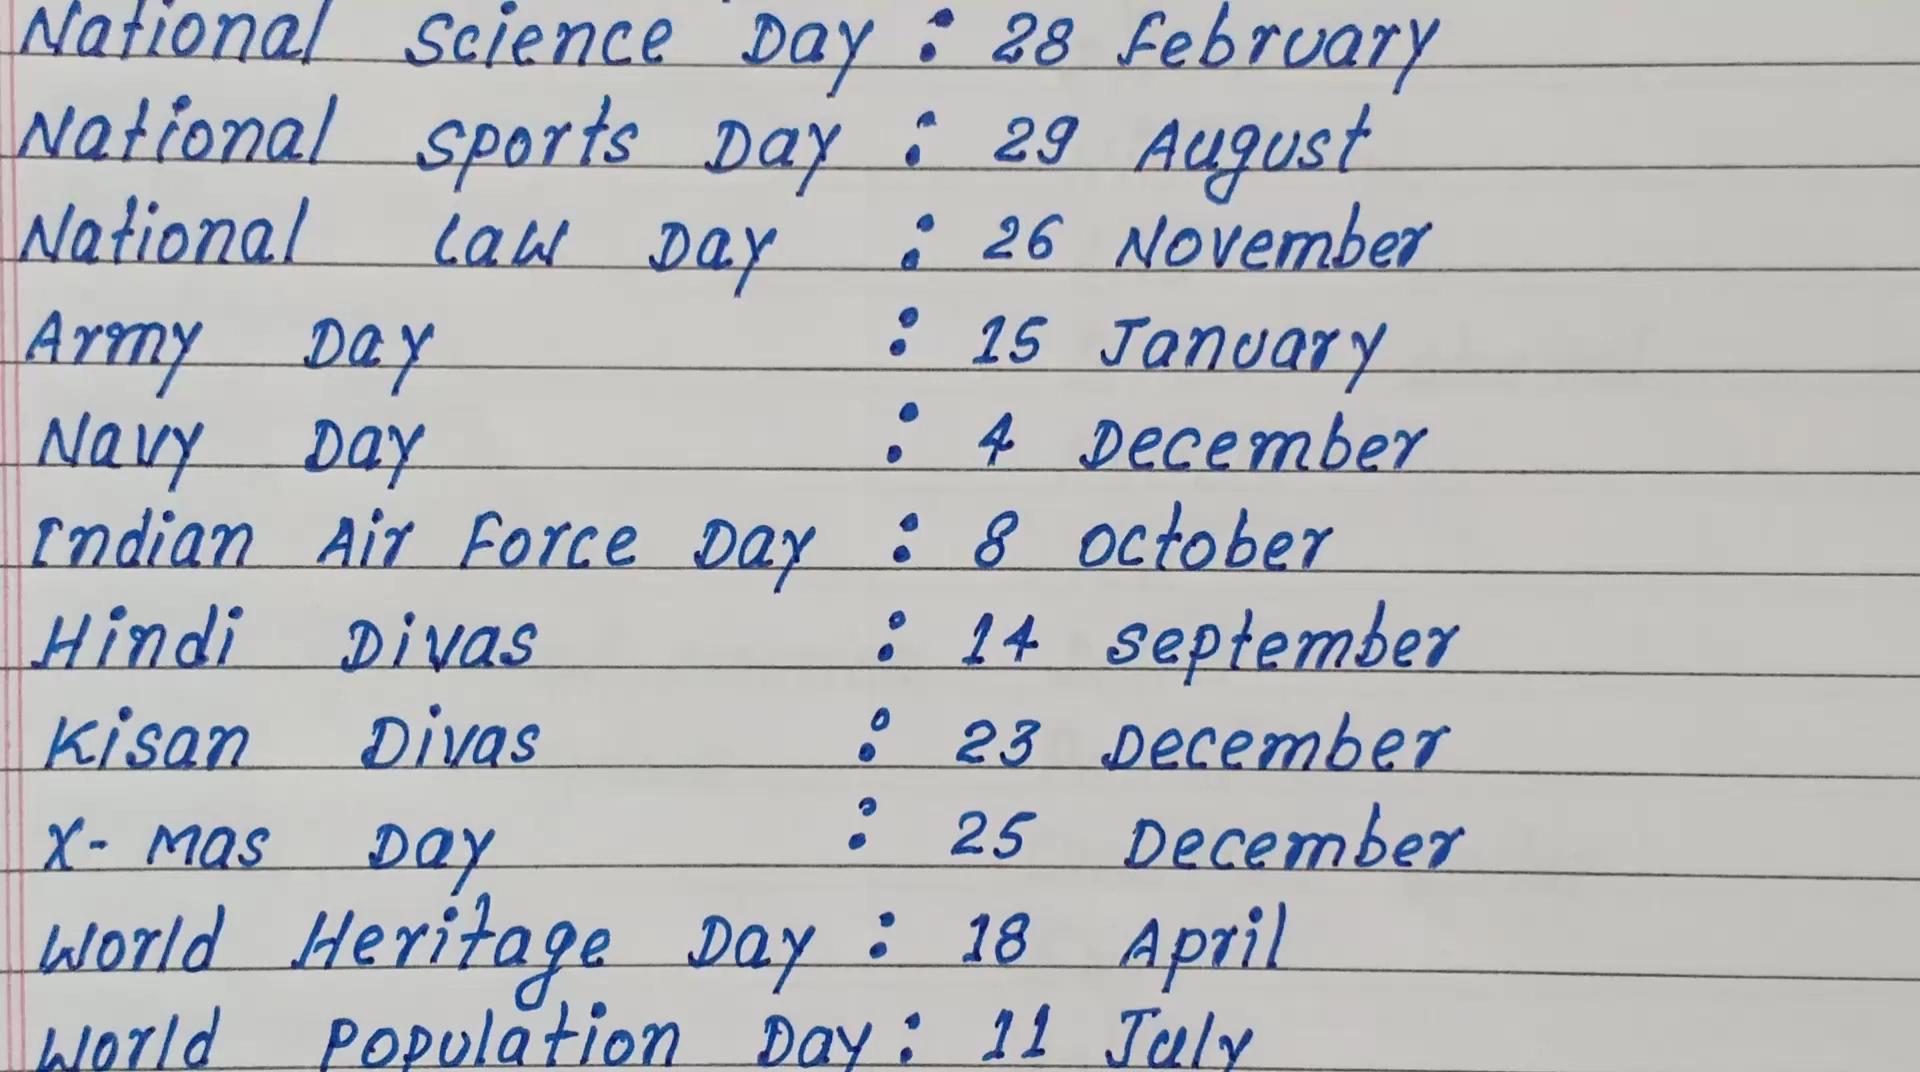 National Science Day : 28 February
National Sports Day : 29 August
National Law Day : 26 November
Army Day : 15 January
Navy Day : 4 December
Indian Air Force Day : 8 October
Hindi Divas : 14 September
Kisan Divas : 23 December
X-mas Day : 25 December
World Heritage Day : 18 April
World Population Day : 11 July